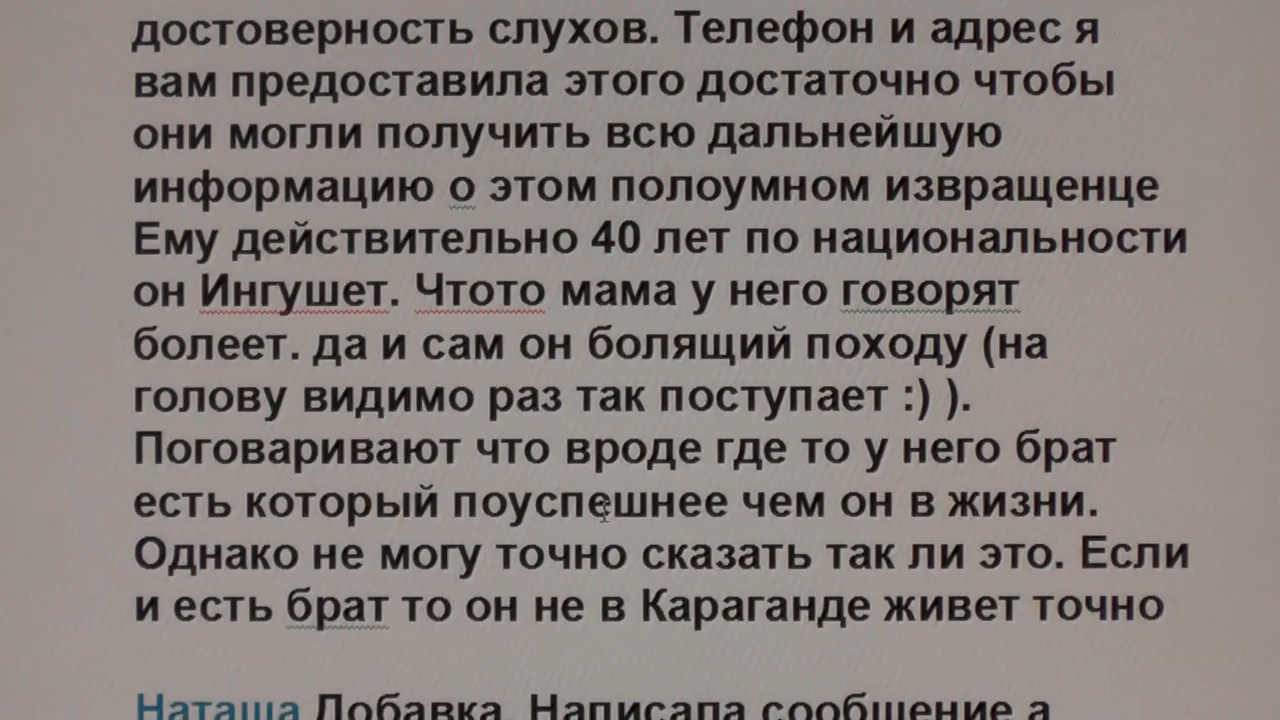 достоверность слухов. Телефон и адрес я
вам предоставила этого достаточно чтобы
они могли получить всю дальнейшую
информацию о этом полоумном извращенце
Ему действительно 40 лет по национальности
он Ингушет. Чтото мама у него говорят
болеет. да и сам он болящий походу (на
голову видимо раз так поступает :) ).
Поговаривают что вроде где то у него брат
есть который поуспешнее чем он в жизни.
Однако не могу точно сказать так ли это. Если
и есть брат то он не в Караганде живет точно
Наташа Добавка. Написала сообщение а